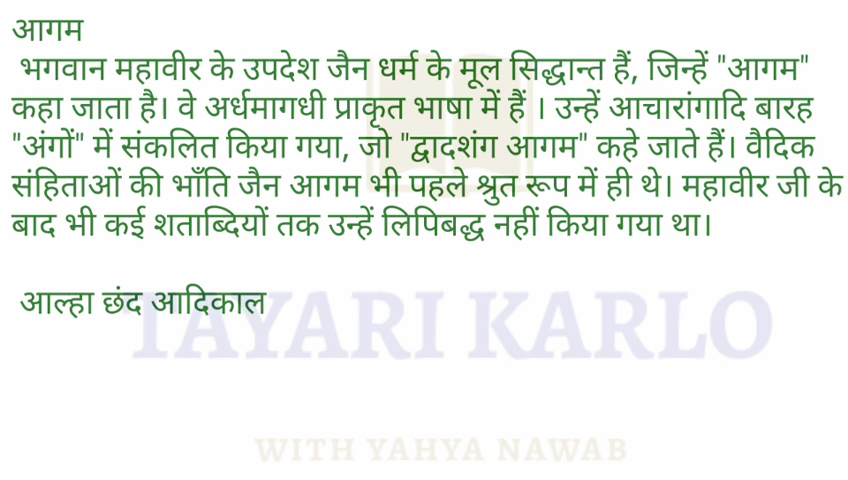 आगम
भगवान महावीर के उपदेश जैन धर्म के मूल सिद्धान्त हैं, जिन्हें "आगम"
कहा जाता है। वे अर्धमागधी प्राकृत भाषा में हैं । उन्हें आचारांगादि बारह
"अंगों" में संकलित किया गया, जो "द्वादशंग आगम" कहे जाते हैं। वैदिक
संहिताओं की भाँति जैन आगम भी पहले श्रुत रूप में ही थे। महावीर जी के
बाद भी कई शताब्दियों तक उन्हें लिपिबद्ध नहीं किया गया था।
आल्हा छंद आदिकाल
TAYARI KARLO
WITH YAHYA NAWAB